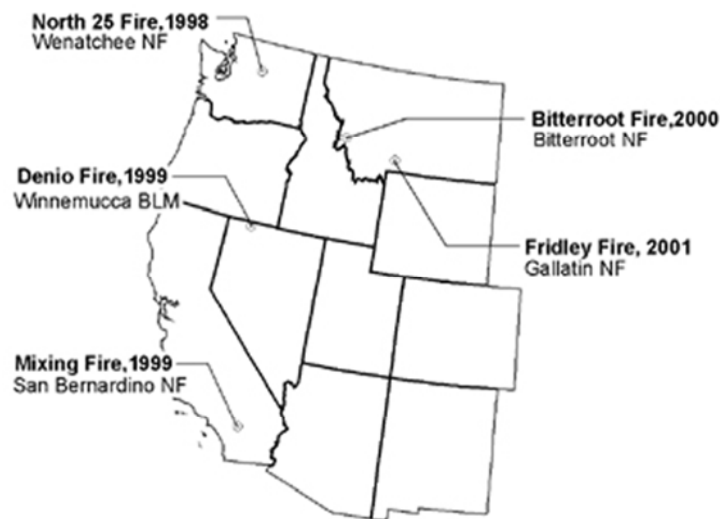 North 25 Fire,1998
Wenatchee NF
Bitterroot Fire,2000
Bitterroot NF
Denio Fire,1999
Winnemucca BLM
Fridley Fire, 2001
Gallatin NF
Mixing Fire,1999
San Bernardino NF